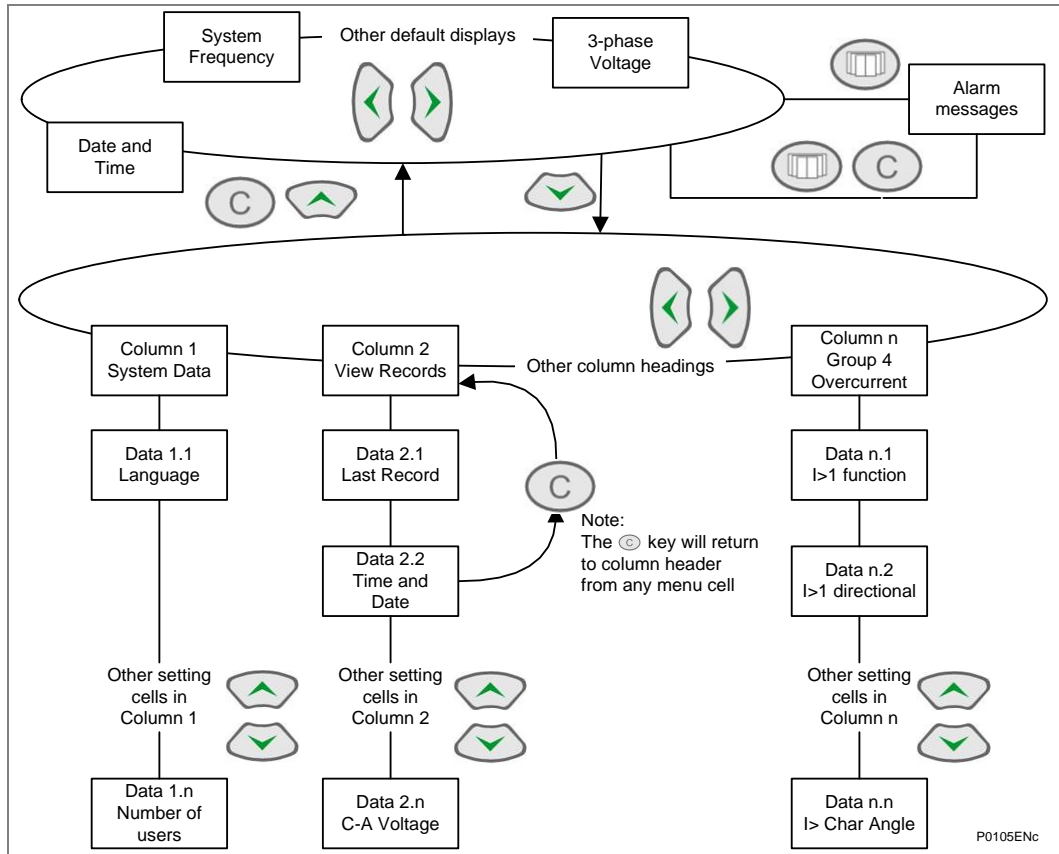 System
Frequency
Other default displays
3-phase
Voltage
Alarm
messages
Date and
Time
C
C
Column 1
System Data
Column 2
View Records
Other column headings
Column n
Group 4
Overcurrent
Data 1.1
Language
Data 2.1
Last Record
Data n.1
I>1 function
C
Note:
The C key will return
to column header
from any menu cell
Data 2.2
Time and
Date
Data n.2
I>1 directional
Other setting
cells in
Column 1
Other setting
cells in
Column 2
Other setting
cells in
Column n
Data 1.n
Number of
users
Data 2.n
C-A Voltage
Data n.n
I> Char Angle
P0105ENc